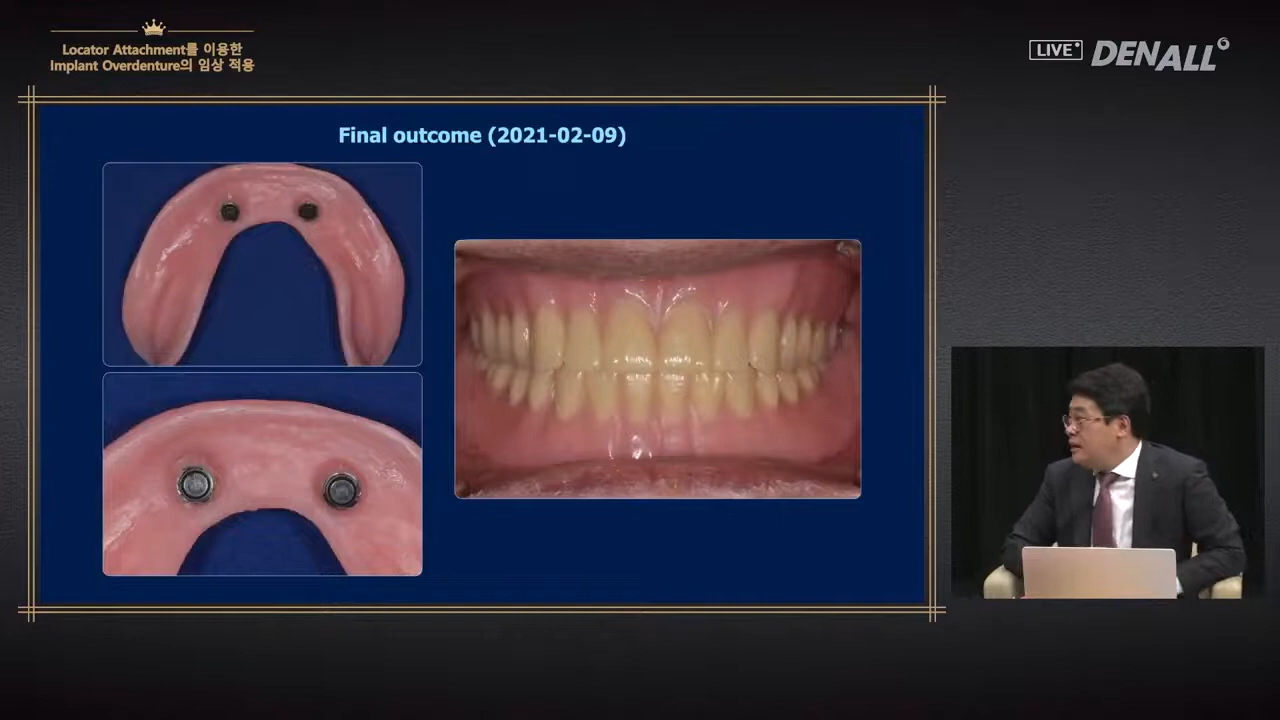 Locator Attachment를 이용한
Implant Overdenture의 임상 적용
LIVE
DENALL
Final outcome (2021-02-09)